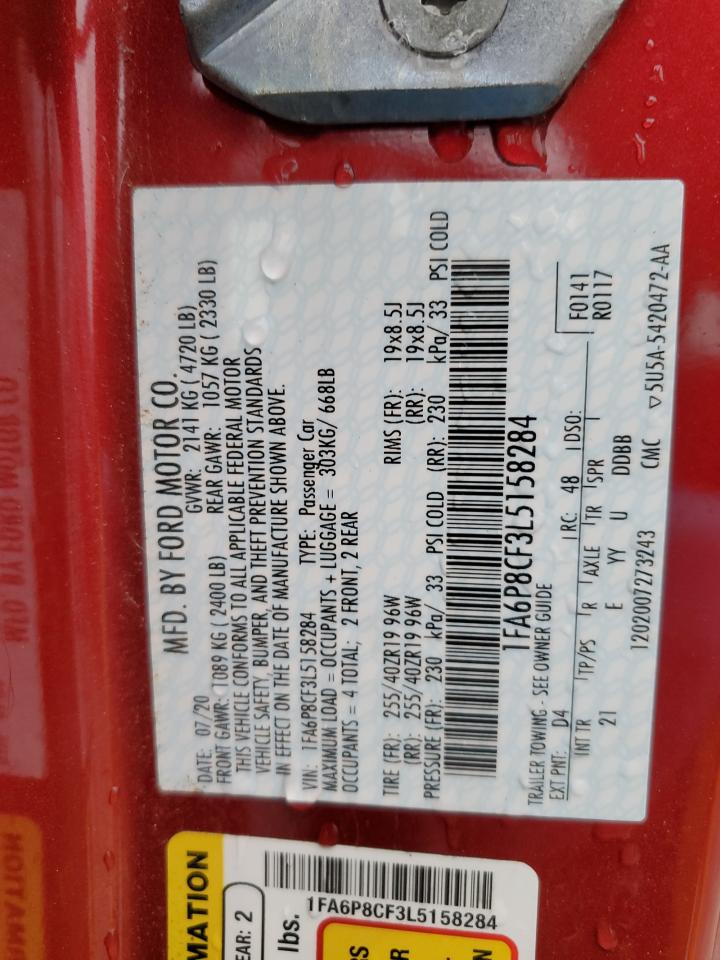 MFD. BY FORD MOTOR CO.
DATE: 07/20 GVWR: 2141 KG ( 4720 LB)
FRONT GAWR: 1089 KG ( 2400 LB) REAR GAWR: 1057 KG ( 2330 LB)
THIS VEHICLE CONFORMS TO ALL APPLICABLE FEDERAL MOTOR
VEHICLE SAFETY, BUMPER, AND THEFT PREVENTION STANDARDS
IN EFFECT ON THE DATE OF MANUFACTURE SHOWN ABOVE.
VIN: 1FA6P8CF3L5158284 TYPE: Passenger Car
MAXIMUM LOAD = OCCUPANTS + LUGGAGE = 303KG/ 668LB
OCCUPANTS = 4 TOTAL; 2 FRONT, 2 REAR
TIRE (FR): 255/40ZR19 96W RIMS (FR): 19x8.5J
(RR): 255/40ZR19 96W (RR): 19x8.5J
PRESSURE (FR): 230 kPa/ 33 PSI COLD (RR): 230 kPa/ 33 PSI COLD
1FA6P8CF3L5158284
TRAILER TOWING - SEE OWNER GUIDE
EXT PNT: D4 RC: 48 DSO: F0141
R0117
INT TR TP/PS R AXLE TR SPR
21 E YY U DDBB
1202007273243 CMC ▽5U5A-5420472-AA
MATION
EAR: 2
lbs.
1FA6P8CF3L5158284
RS
R
N